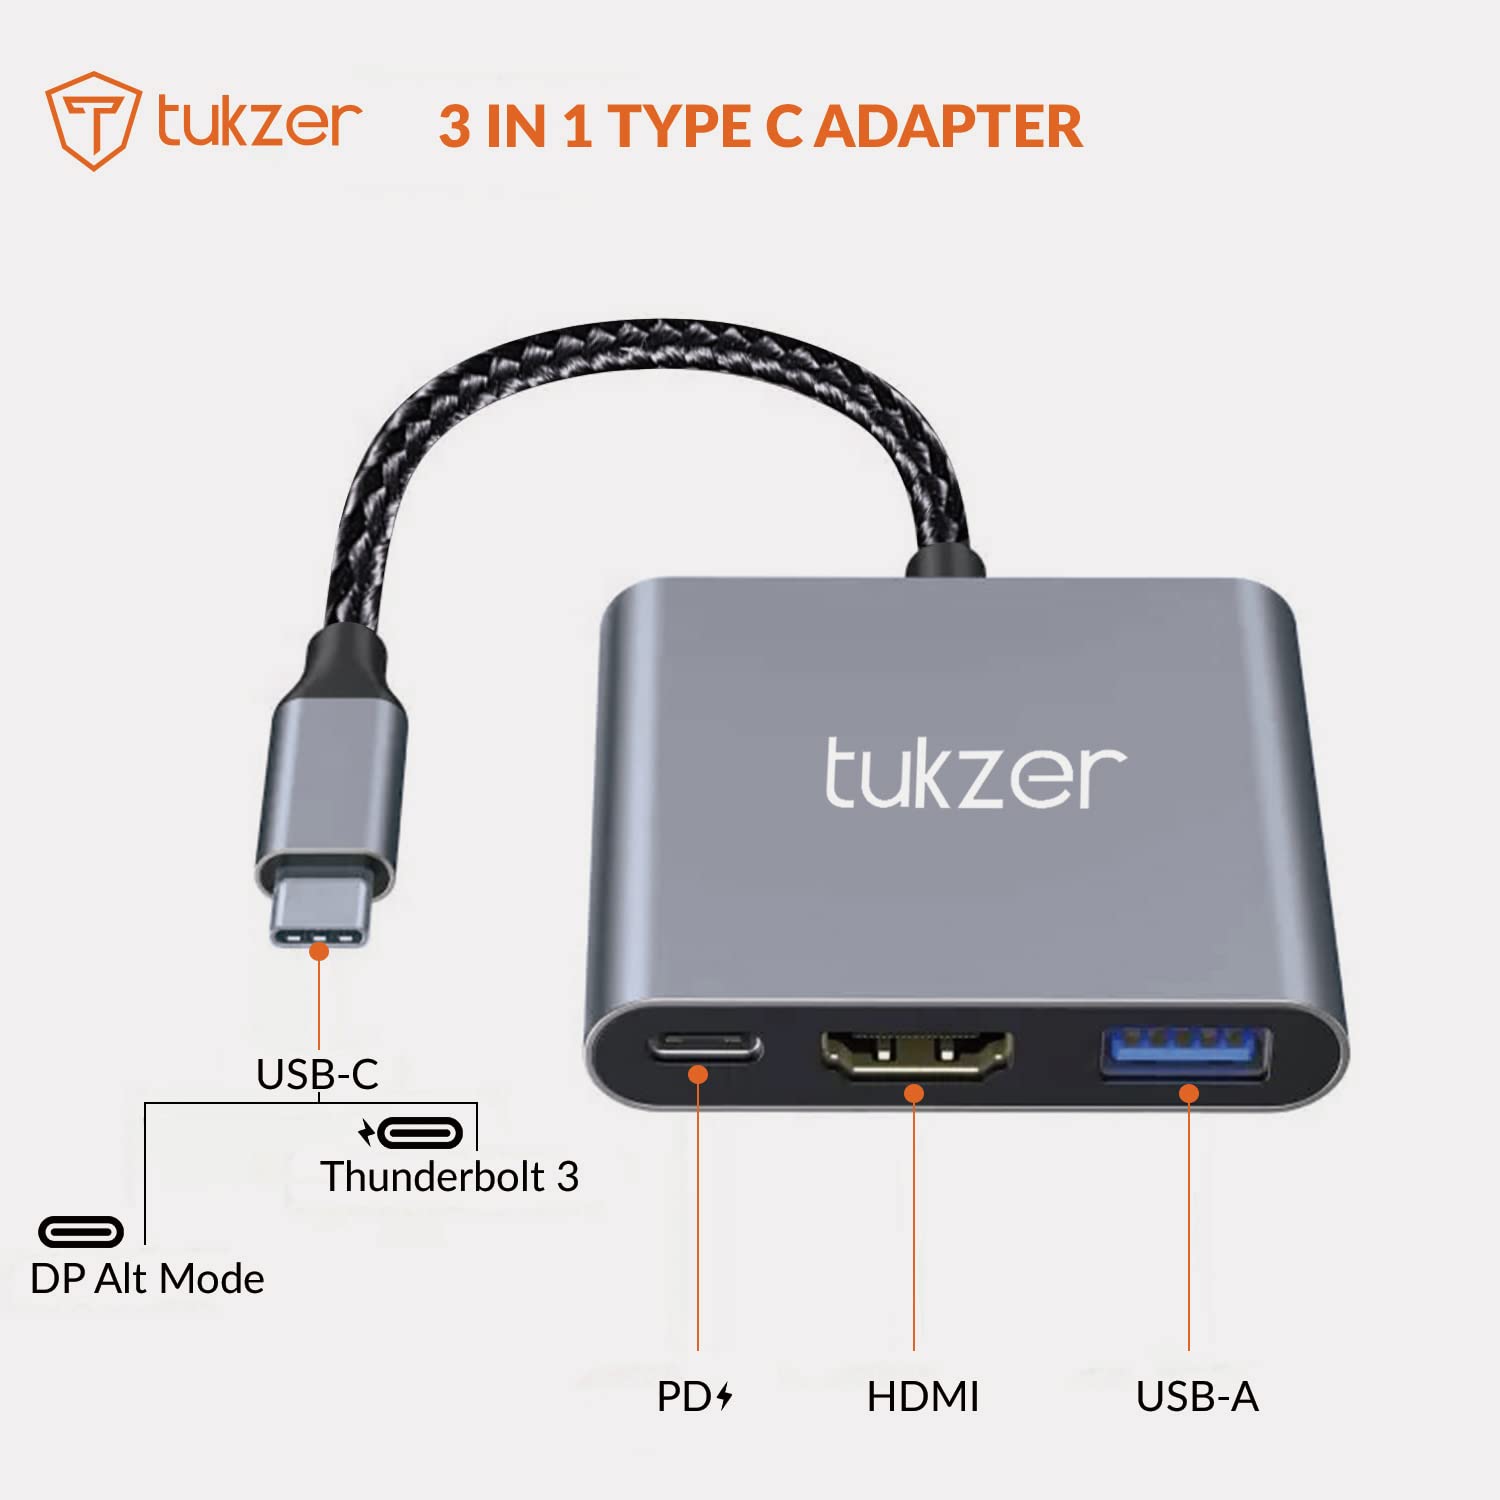 tukzer
3 IN 1 TYPE C ADAPTER
tukzer
USB-C
Thunderbolt 3
DP Alt Mode
PD
HDMI
USB-A